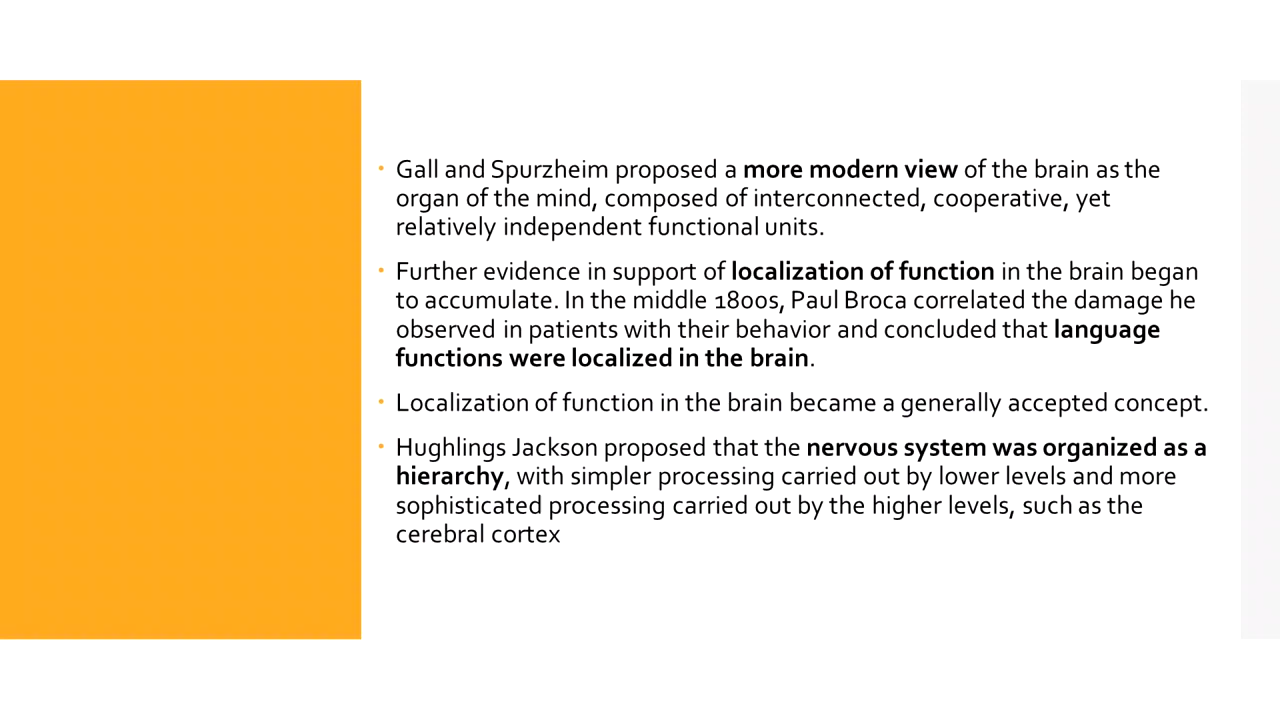 • Gall and Spurzheim proposed a more modern view of the brain as the
organ of the mind, composed of interconnected, cooperative, yet
relatively independent functional units.
• Further evidence in support of localization of function in the brain began
to accumulate. In the middle 1800s, Paul Broca correlated the damage he
observed in patients with their behavior and concluded that language
functions were localized in the brain.
• Localization of function in the brain became a generally accepted concept.
• Hughlings Jackson proposed that the nervous system was organized as a
hierarchy, with simpler processing carried out by lower levels and more
sophisticated processing carried out by the higher levels, such as the
cerebral cortex